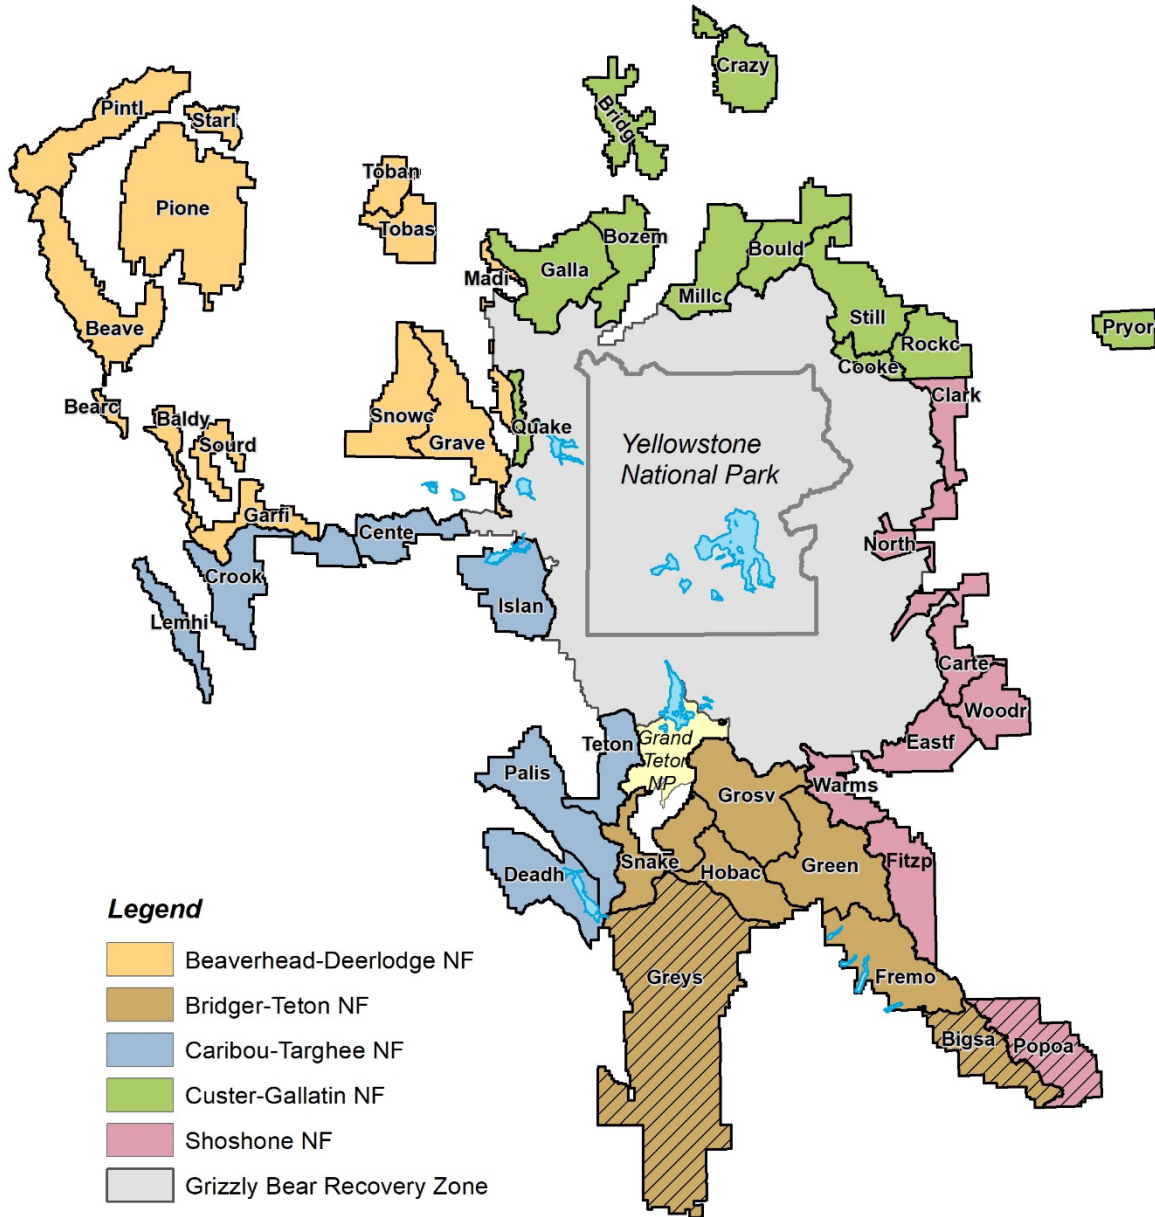 Crazy
Pintl
Starl
Bridg
Toban
Pione
Tobas
Bozem
Bould
Galla
Madi
Millc
Still
Beave
Pryor
Rockc
Cooke
Clark
Bearc
Baldy
Snowc
Quake
Sourd
Grave
Yellowstone
National Park
Garfi
Cente
North
Crook
Islan
Lemhi
Carte
Woodr
Eastf
Teton
Grand
Teton
NP
Palis
Warms
Grosv
Snake
Green
Fitzp
Hobac
Deadh
Greys
Fremo
Bigsa
Popoa
Legend
Beaverhead-Deerlodge NF
Bridger-Teton NF
Caribou-Targhee NF
Custer-Gallatin NF
Shoshone NF
Grizzly Bear Recovery Zone